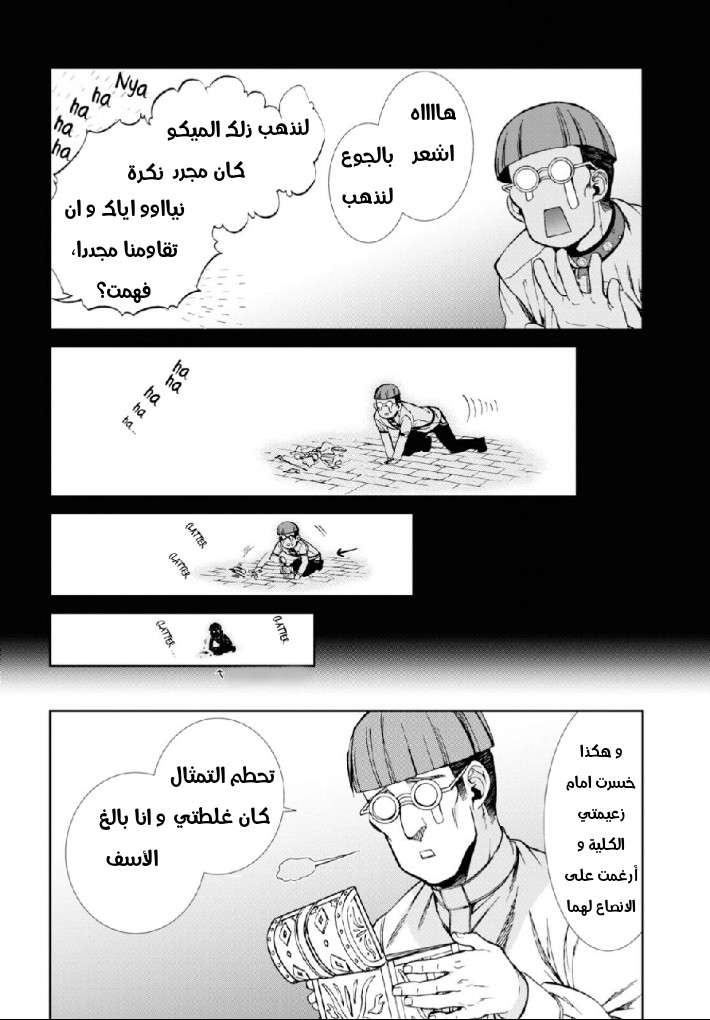 هااااه
اشعر بالجوع
لنذهب
لنذهب زلك الميكو
كان مجرد نكرة
نيااوو اياك و ان
تقاومنا مجددا،
فهمت؟
Nya
ha
ha
ha
ha
ha
ha
ha
ha
ha...
CLATTER
CLATTER
CLATTER
CLATTER...
و هكذا
خسرت امام
زعيمتي
الكلية و
أرغمت على
الانصاع لهما
تحطم التمثال
كان غلطتي و انا بالغ
الأسف